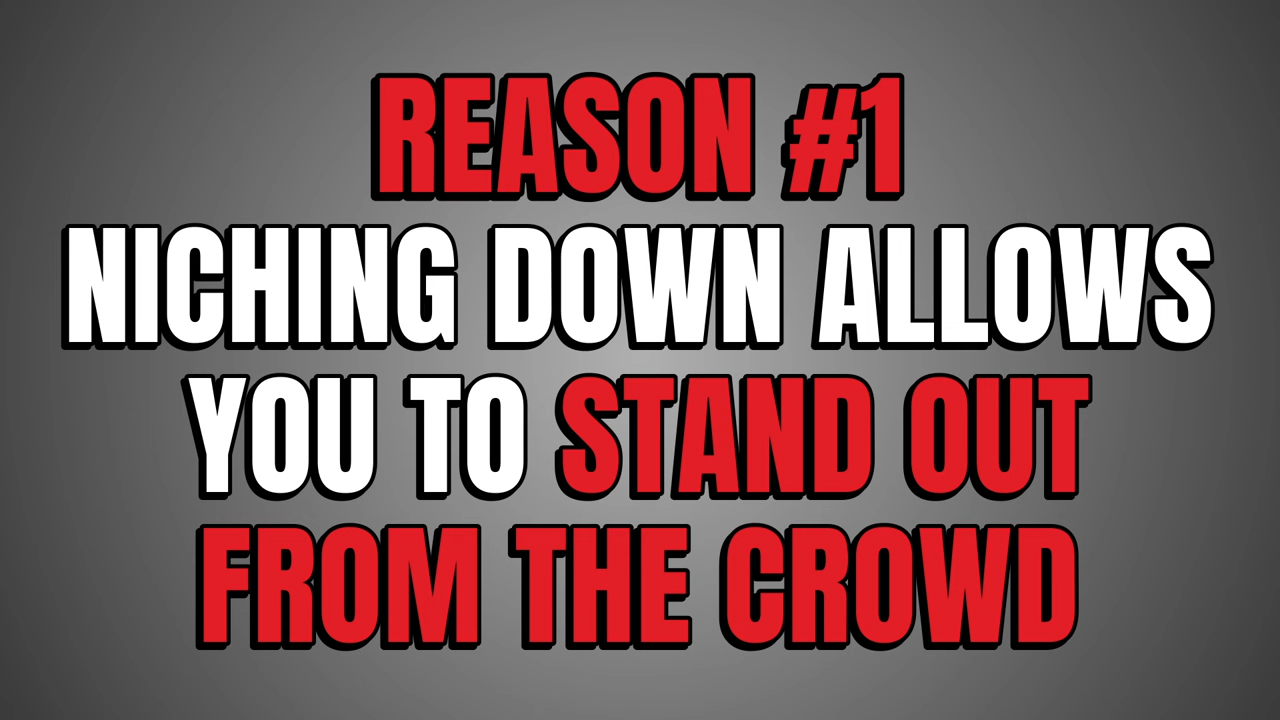 REASON #1
NICHING DOWN ALLOWS
YOU TO STAND OUT
FROM THE CROWD